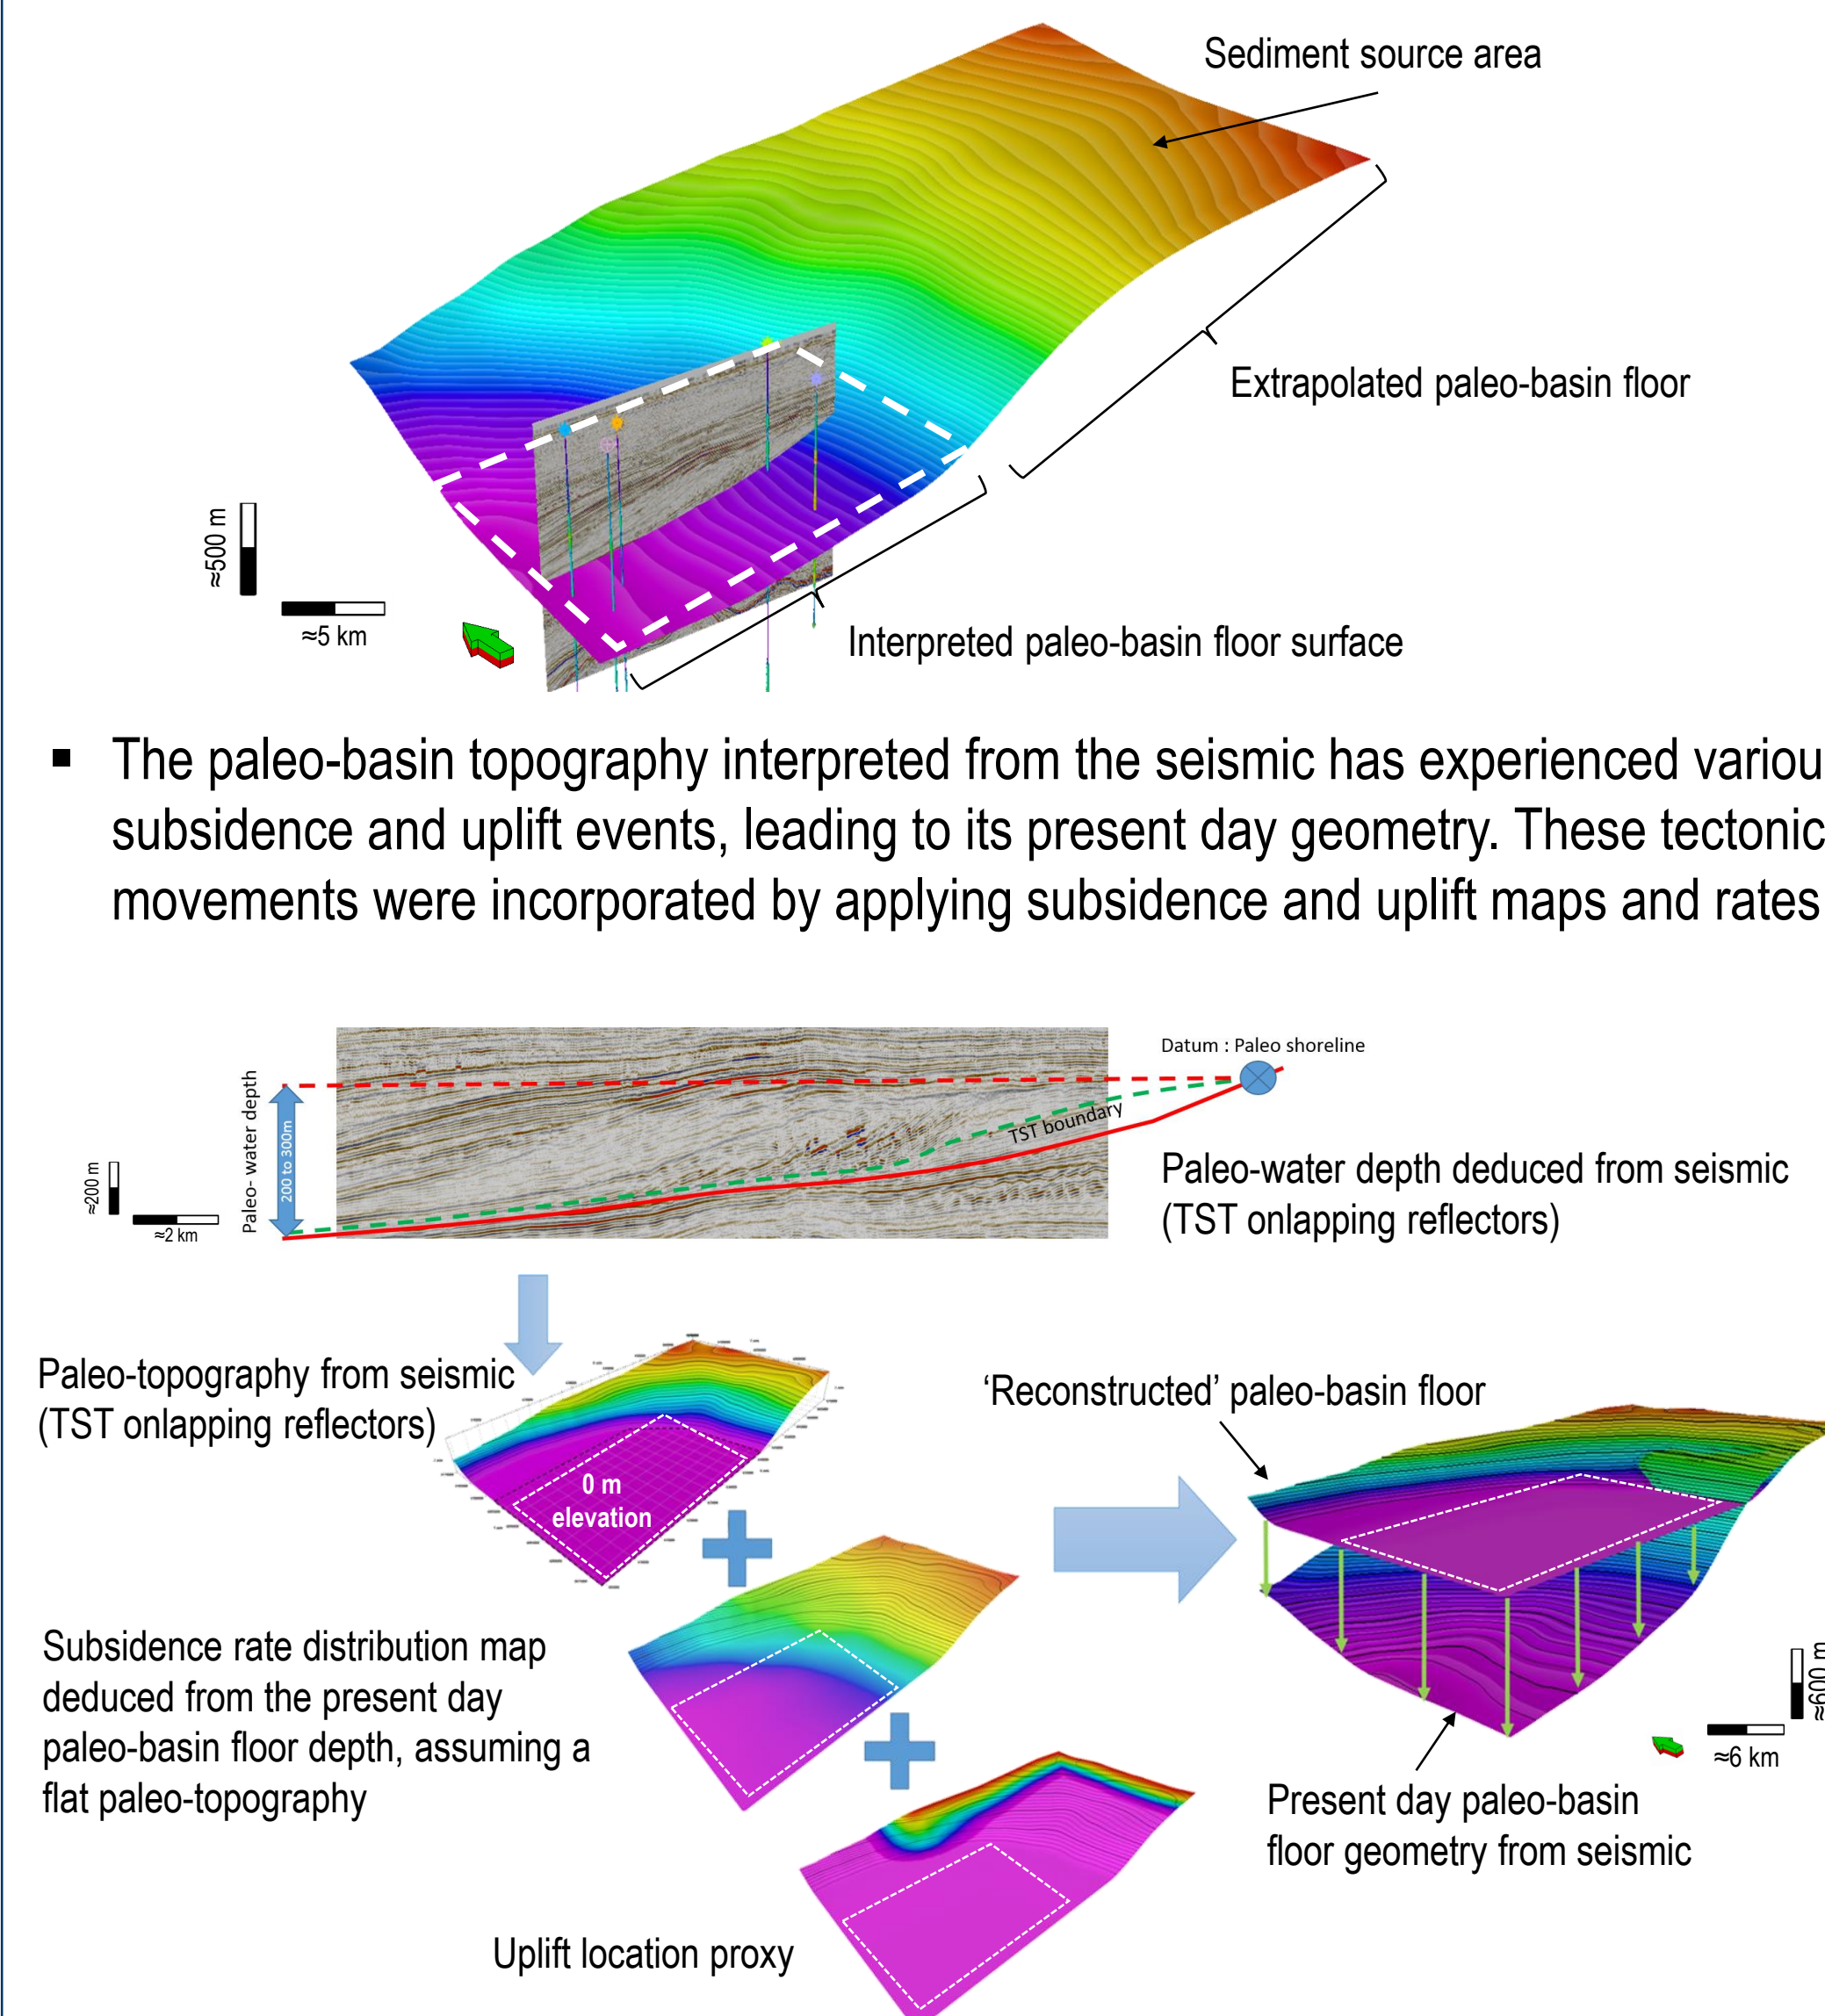 Sediment source area
Extrapolated paleo-basin floor
≈500 m
≈5 km
Interpreted paleo-basin floor surface
▪ The paleo-basin topography interpreted from the seismic has experienced variou
subsidence and uplift events, leading to its present day geometry. These tectonic
movements were incorporated by applying subsidence and uplift maps and rates
Datum : Paleo shoreline
Paleo- water depth
200 to 300m
TST boundary
≈200 m
≈2 km
Paleo-water depth deduced from seismic
(TST onlapping reflectors)
Paleo-topography from seismic
(TST onlapping reflectors)
0 m
elevation
‘Reconstructed’ paleo-basin floor
Subsidence rate distribution map
deduced from the present day
paleo-basin floor depth, assuming a
flat paleo-topography
≈600 m
≈6 km
Present day paleo-basin
floor geometry from seismic
Uplift location proxy